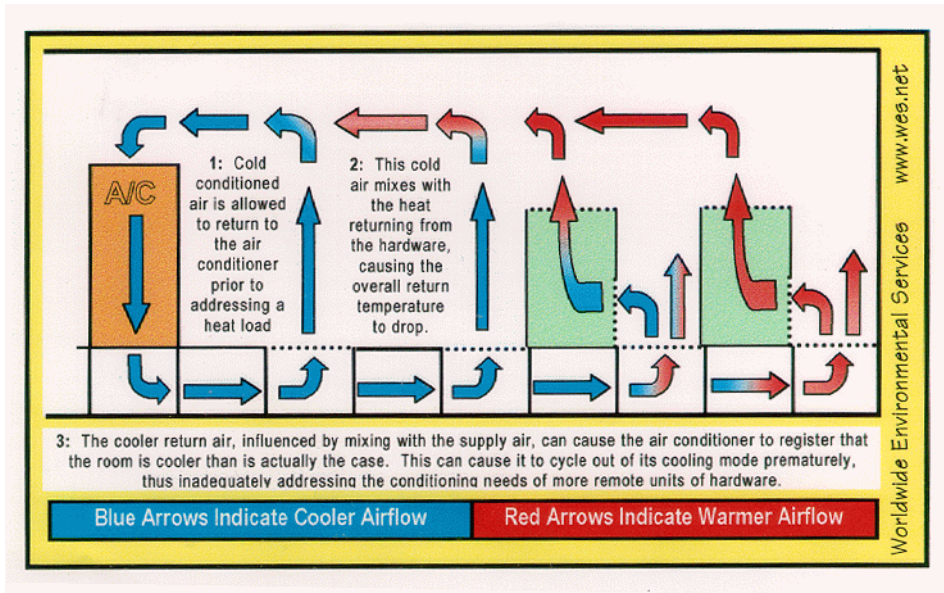 A/C
1: Cold
conditioned
air is allowed
to return to
the air
conditioner
prior to
addressing a
heat load
2: This cold
air mixes with
the heat
returning from
the hardware,
causing the
overall return
temperature
to drop.
3: The cooler return air, influenced by mixing with the supply air, can cause the air conditioner to register that
the room is cooler than is actually the case. This can cause it to cycle out of its cooling mode prematurely,
thus inadequately addressing the conditioning needs of more remote units of hardware.
Blue Arrows Indicate Cooler Airflow
Red Arrows Indicate Warmer Airflow
Worldwide Environmental Services www.wes.net